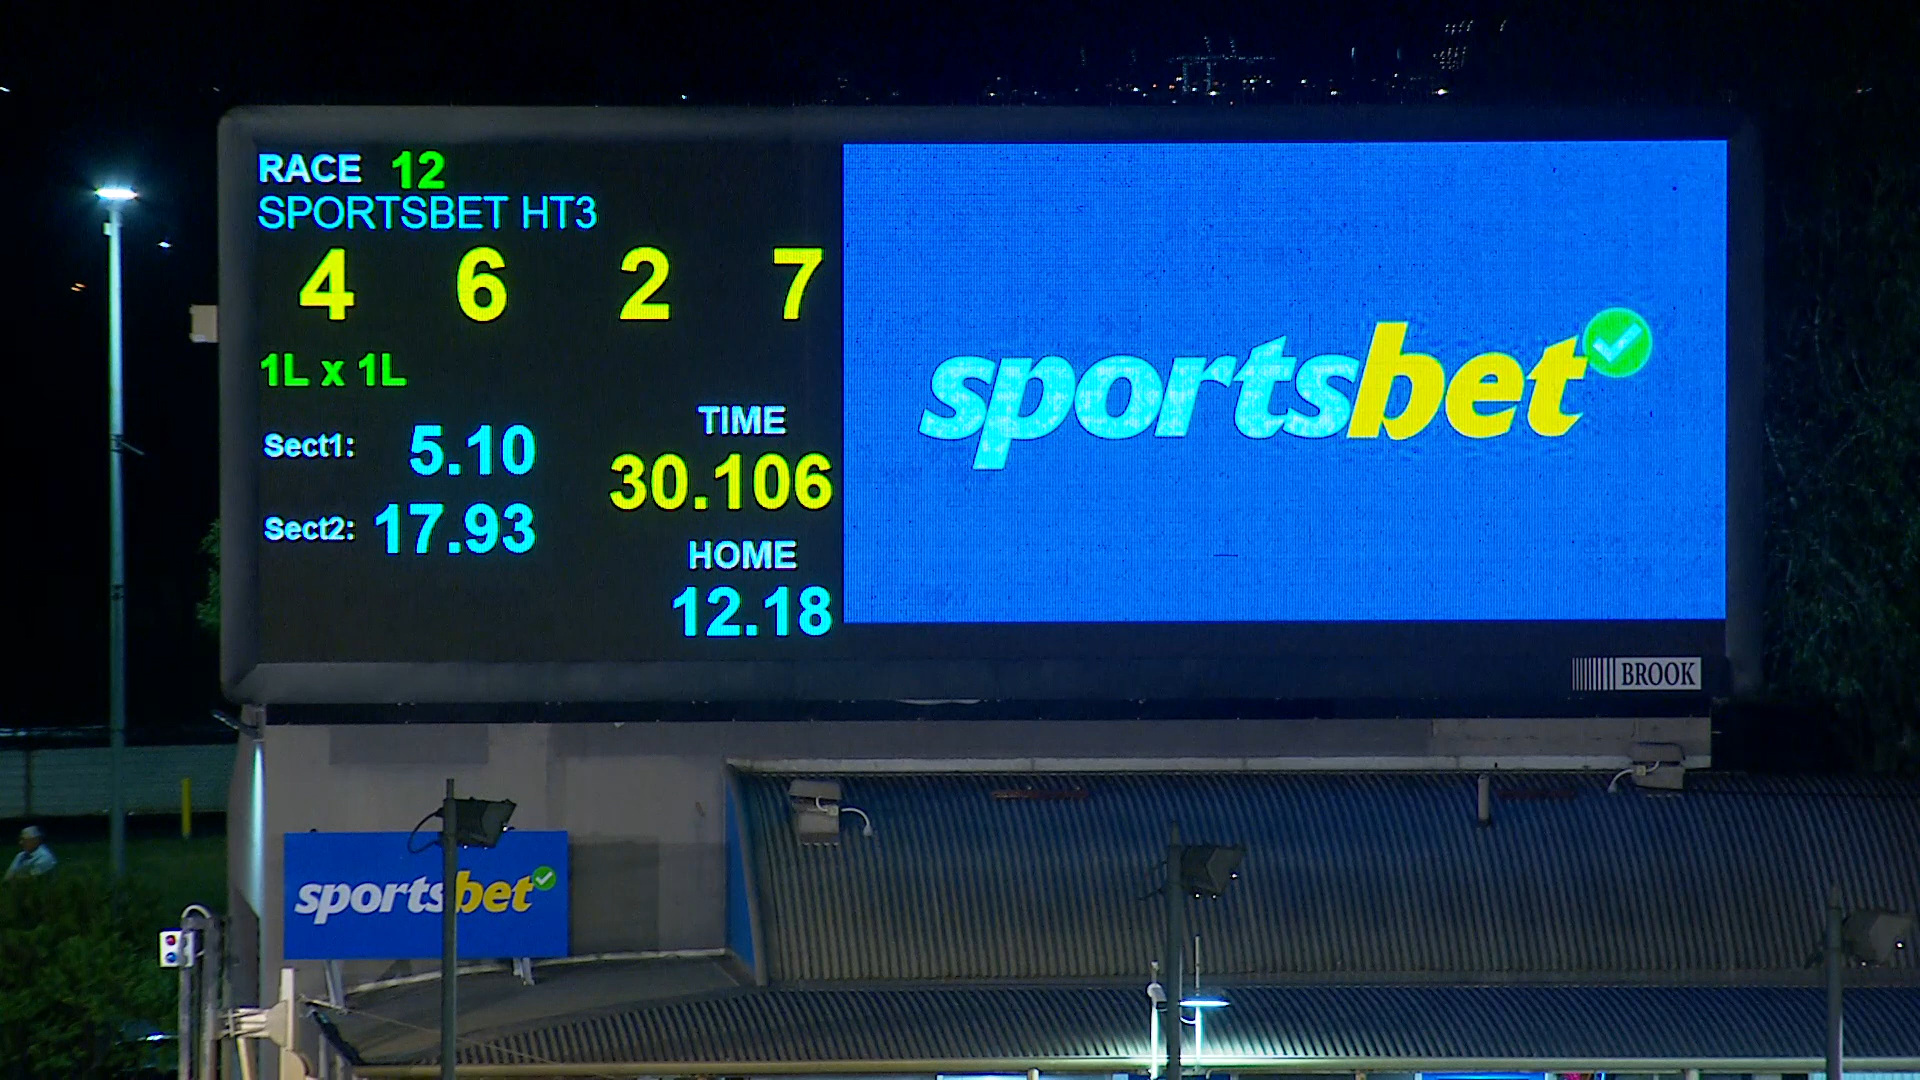 RACE 12
SPORTSBET HT3
4 6 2 7
1L x 1L
Sect1: 5.10
Sect2: 17.93
TIME
30.106
HOME
12.18
sportsbet
BROOK
sportsbet